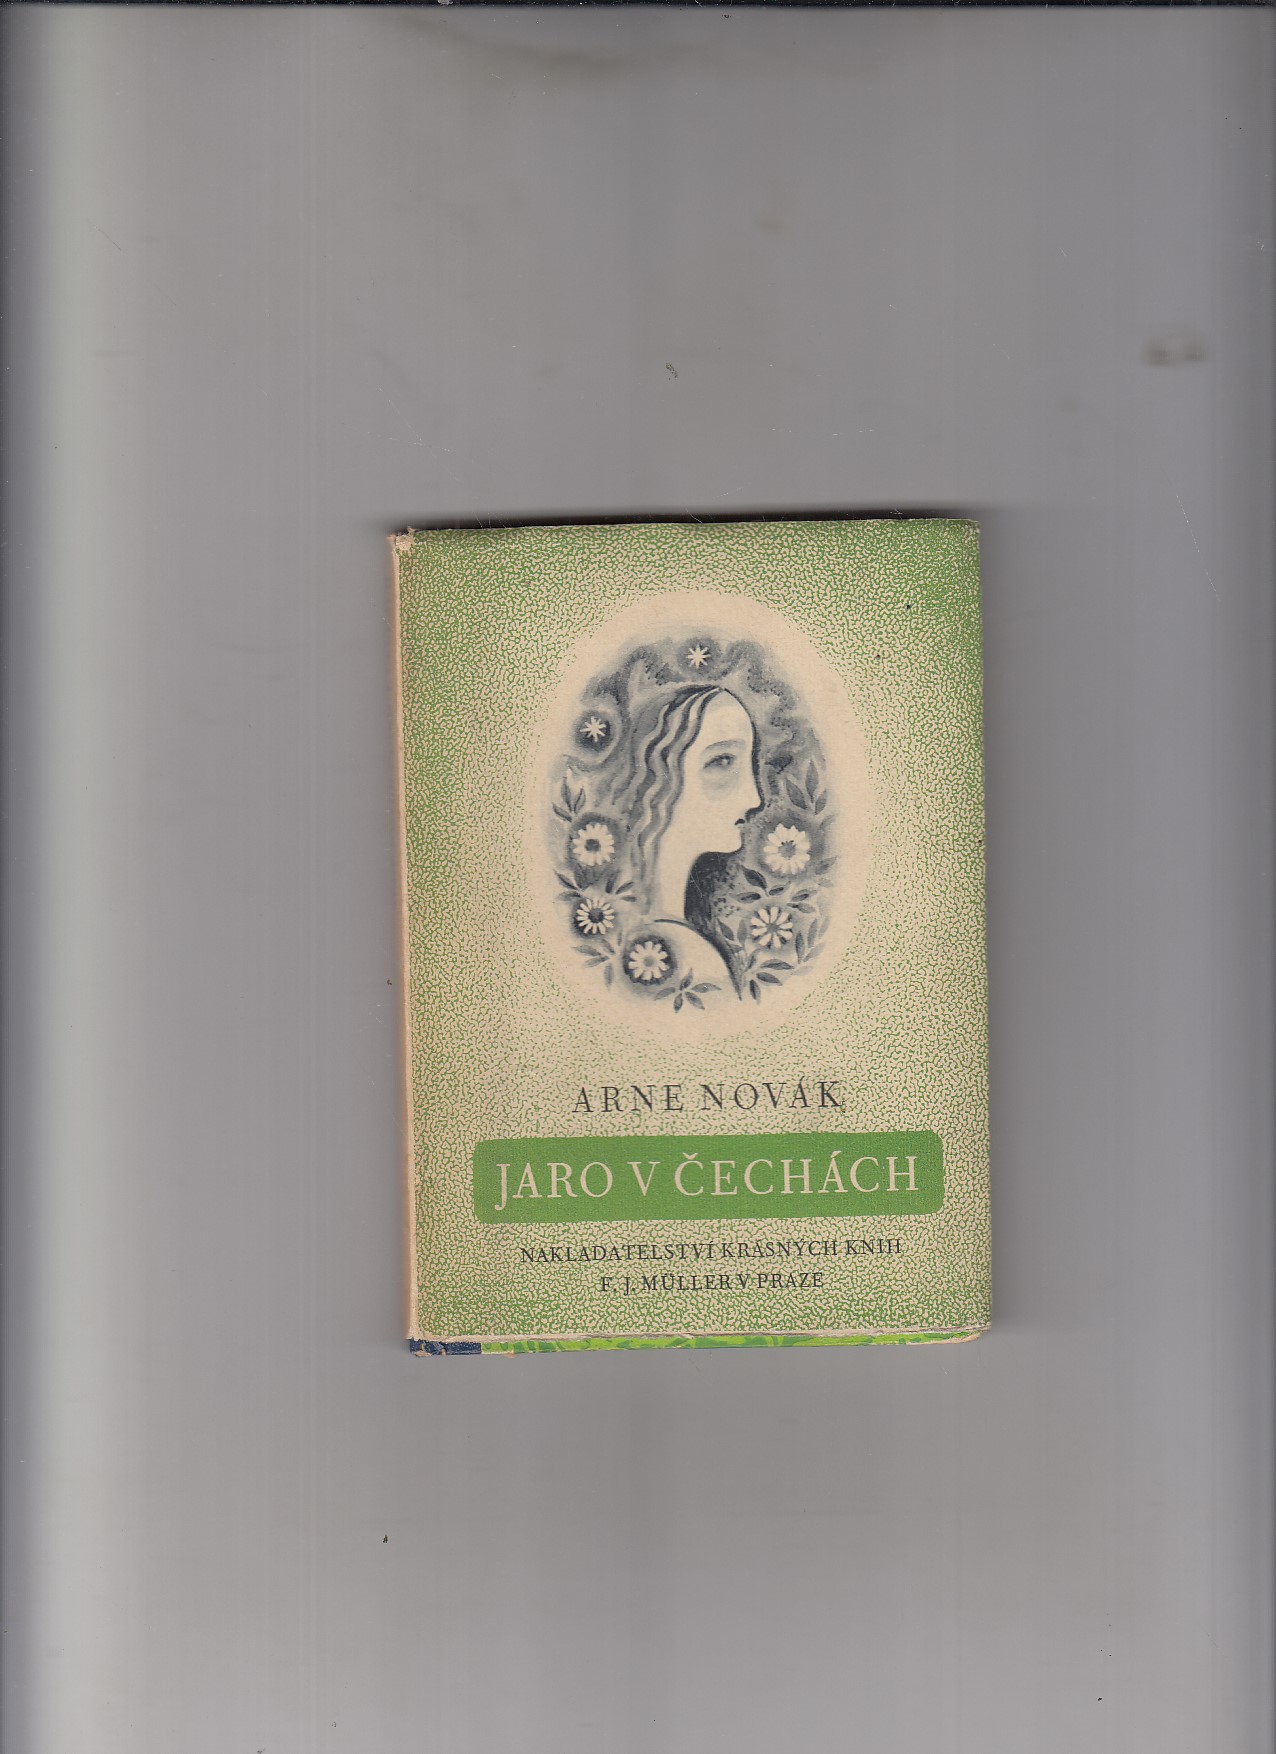 ARNE NOVÁK
JARO V ČECHÁCH
NAKLADATELSTVÍ KRÁSNÝCH KNIH
F. J. MÜLLER V PRAZE